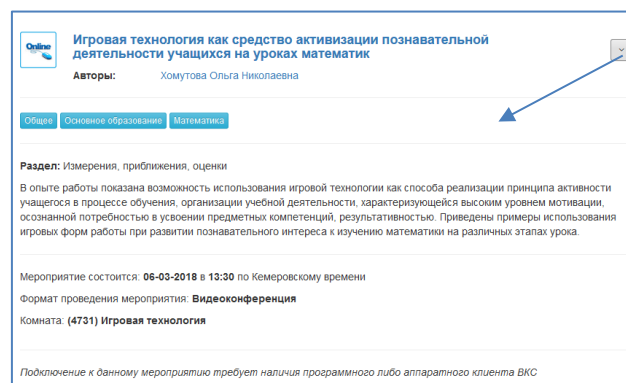 Online
Игровая технология как средство активизации познавательной
деятельности учащихся на уроках математик
Авторы: Хомутова Ольга Николаевна
Общее Основное образование Математика
Раздел: Измерения, приближения, оценки
В опыте работы показана возможность использования игровой технологии как способа реализации принципа активности
учащегося в процессе обучения, организации учебной деятельности, характеризующейся высоким уровнем мотивации,
осознанной потребностью в усвоении предметных компетенций, результативностью. Приведены примеры использования
игровых форм работы при развитии познавательного интереса к изучению математики на различных этапах урока.
Мероприятие состоится: 06-03-2018 в 13:30 по Кемеровскому времени
Формат проведения мероприятия: Видеоконференция
Комната: (4731) Игровая технология
Подключение к данному мероприятию требует наличия программного либо аппаратного клиента ВКС